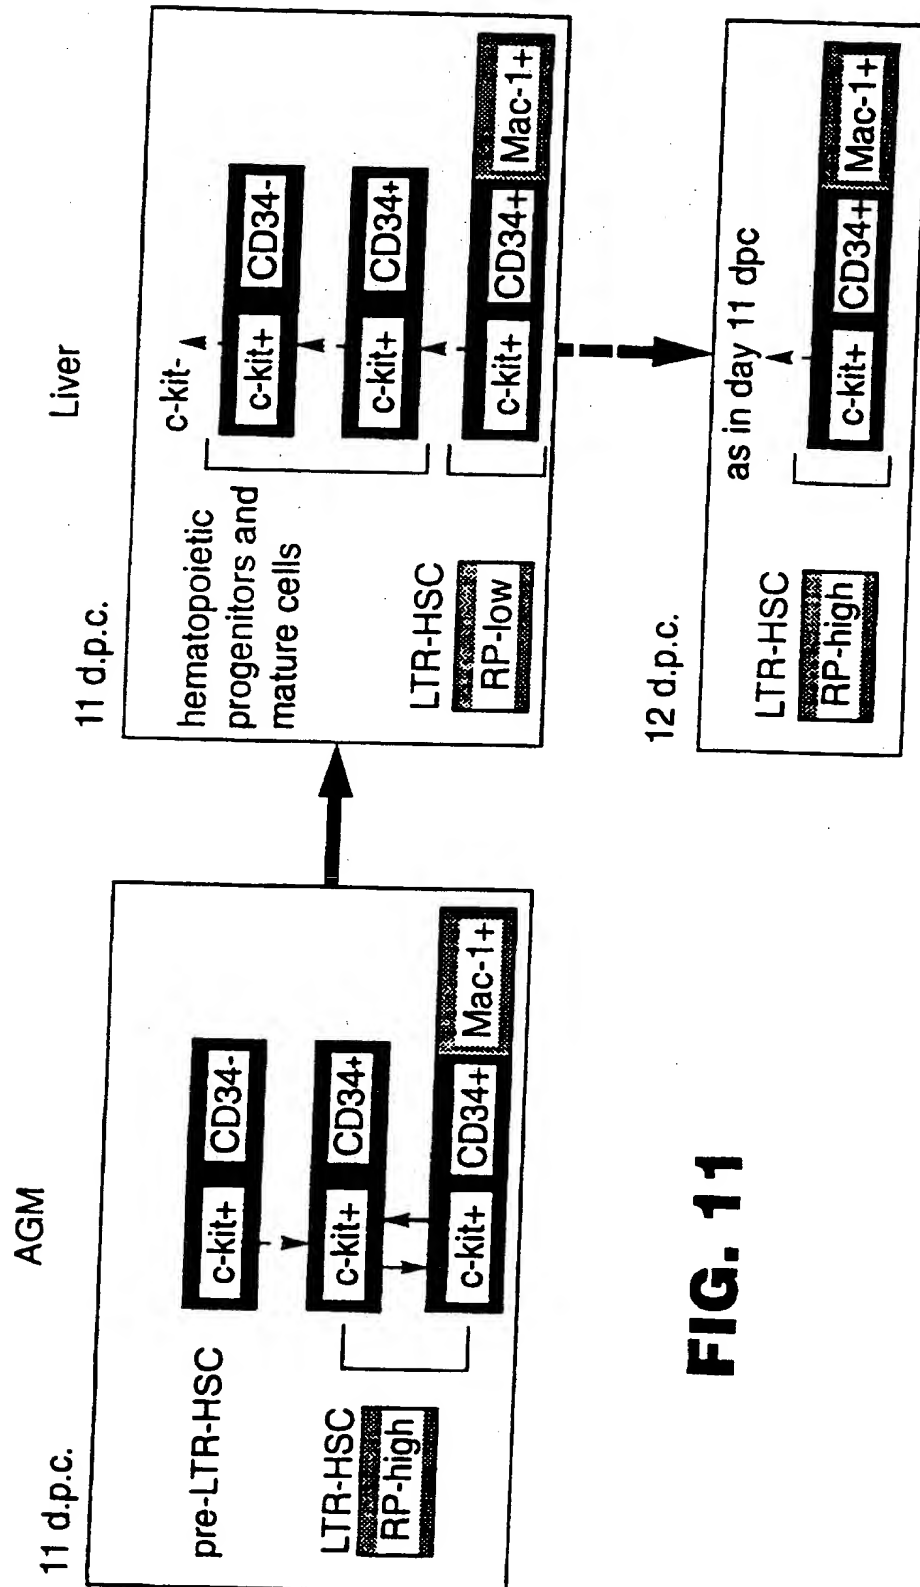 AGM
11 d.p.c.
pre-LTR-HSC
c-kit+ CD34-
c-kit+ CD34+
LTR-HSC
RP-high
c-kit+ CD34+ Mac-1+
Liver
11 d.p.c.
c-kit-
hematopoietic
progenitors and
mature cells
c-kit+ CD34-
c-kit+ CD34+
LTR-HSC
RP-low
c-kit+ CD34+ Mac-1+
12 d.p.c.
as in day 11 dpc
LTR-HSC
RP-high
c-kit+ CD34+ Mac-1+
FIG. 11